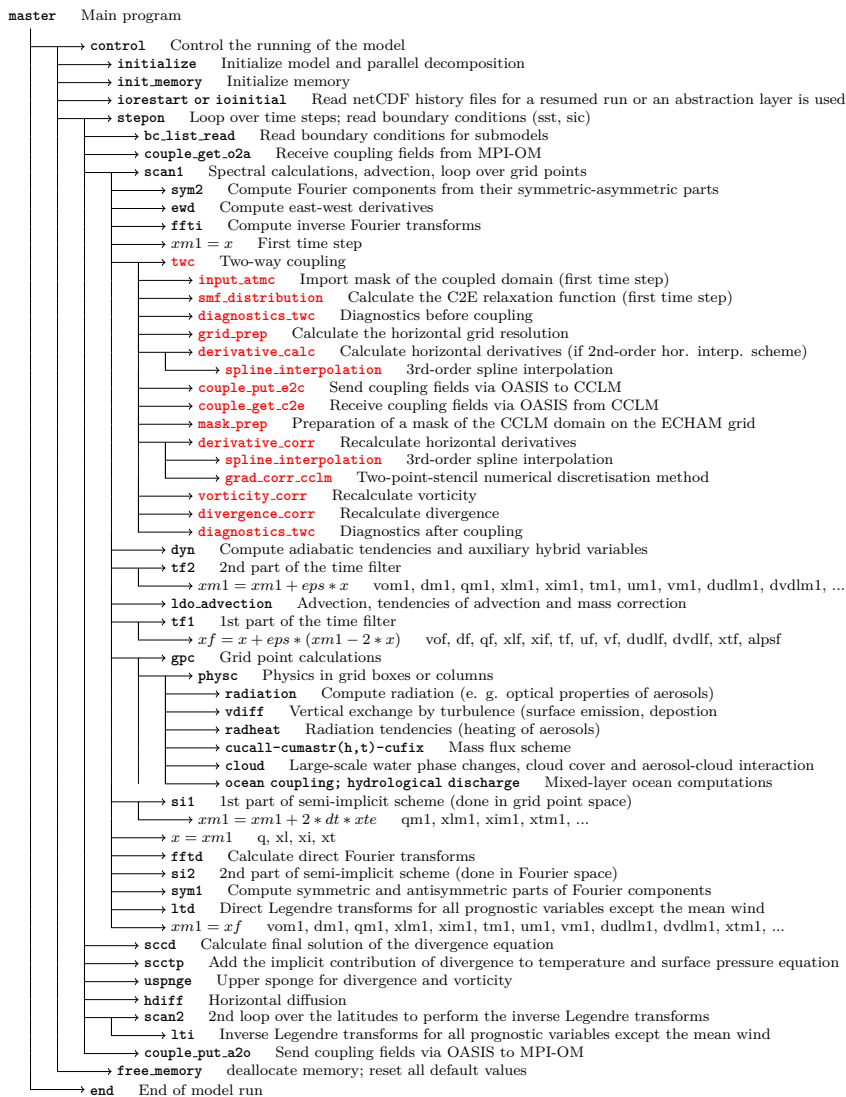 master Main program
control Control the running of the model
initialize Initialize model and parallel decomposition
init_memory Initialize memory
iorestart or ioinitial Read netCDF history files for a resumed run or an abstraction layer is used
stepon Loop over time steps; read boundary conditions (sst, sic)
bc_list_read Read boundary conditions for submodels
couple_get_o2a Receive coupling fields from MPI-OM
scan1 Spectral calculations, advection, loop over grid points
sym2 Compute Fourier components from their symmetric-asymmetric parts
ewd Compute east-west derivatives
ffti Compute inverse Fourier transforms
xm1 = x First time step
twc Two-way coupling
input_atmc Import mask of the coupled domain (first time step)
smf_distribution Calculate the C2E relaxation function (first time step)
diagnostics_twc Diagnostics before coupling
grid_prep Calculate the horizontal grid resolution
derivative_calc Calculate horizontal derivatives (if 2nd-order hor. interp. scheme)
spline_interpolation 3rd-order spline interpolation
couple_put_e2c Send coupling fields via OASIS to CCLM
couple_get_c2e Receive coupling fields via OASIS from CCLM
mask_prep Preparation of a mask of the CCLM domain on the ECHAM grid
derivative_corr Recalculate horizontal derivatives
spline_interpolation 3rd-order spline interpolation
grad_corr_cclm Two-point-stencil numerical discretisation method
vorticity_corr Recalculate vorticity
divergence_corr Recalculate divergence
diagnostics_twc Diagnostics after coupling
dyn Compute adiabatic tendencies and auxiliary hybrid variables
tf2 2nd part of the time filter
xm1 = xm1 + eps * x vom1, dm1, qm1, xlm1, xim1, tm1, um1, vm1, dudlm1, dvdlm1, ...
ldo_advection Advection, tendencies of advection and mass correction
tf1 1st part of the time filter
xf = x + eps * (xm1 − 2 * x) vof, df, qf, xlf, xif, tf, uf, vf, dudlf, dvdlf, xtf, alpsf
gpc Grid point calculations
physc Physics in grid boxes or columns
radiation Compute radiation (e. g. optical properties of aerosols)
vdiff Vertical exchange by turbulence (surface emission, depostion
radheat Radiation tendencies (heating of aerosols)
cucall-cumastr(h,t)-cufix Mass flux scheme
cloud Large-scale water phase changes, cloud cover and aerosol-cloud interaction
ocean coupling; hydrological discharge Mixed-layer ocean computations
si1 1st part of semi-implicit scheme (done in grid point space)
xm1 = xm1 + 2 * dt * xte qm1, xlm1, xim1, xtm1, ...
x = xm1 q, xl, xi, xt
fftd Calculate direct Fourier transforms
si2 2nd part of semi-implicit scheme (done in Fourier space)
sym1 Compute symmetric and antisymmetric parts of Fourier components
ltd Direct Legendre transforms for all prognostic variables except the mean wind
xm1 = xf vom1, dm1, qm1, xlm1, xim1, tm1, um1, vm1, dudlm1, dvdlm1, xtm1, ...
sccd Calculate final solution of the divergence equation
scctp Add the implicit contribution of divergence to temperature and surface pressure equation
uspnge Upper sponge for divergence and vorticity
hdiff Horizontal diffusion
scan2 2nd loop over the latitudes to perform the inverse Legendre transforms
lti Inverse Legendre transforms for all prognostic variables except the mean wind
couple_put_a2o Send coupling fields via OASIS to MPI-OM
free_memory deallocate memory; reset all default values
end End of model run